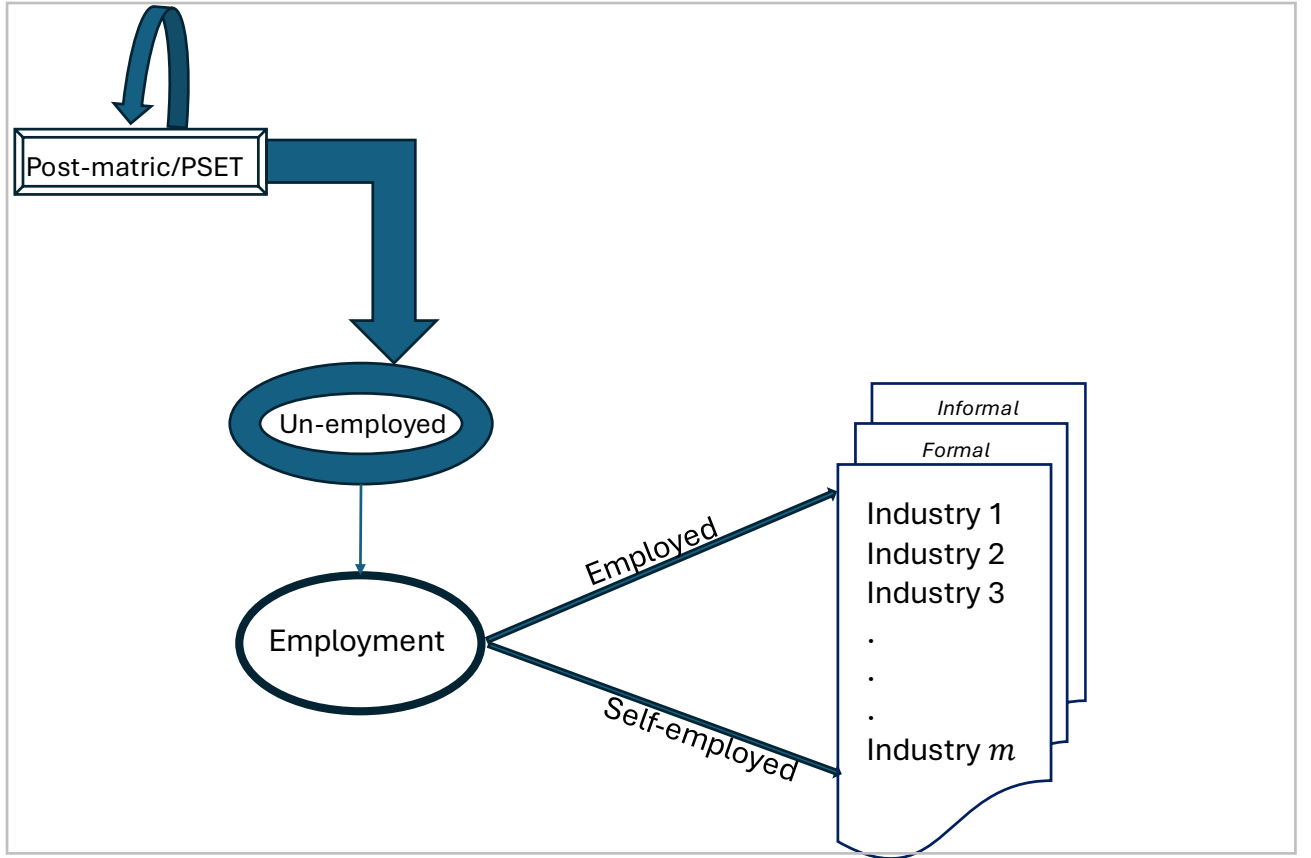 Post-matric/PSET
Un-employed
Informal
Formal
Industry 1
Industry 2
Industry 3
.
.
.
Industry m
Employed
Employment
Self-employed